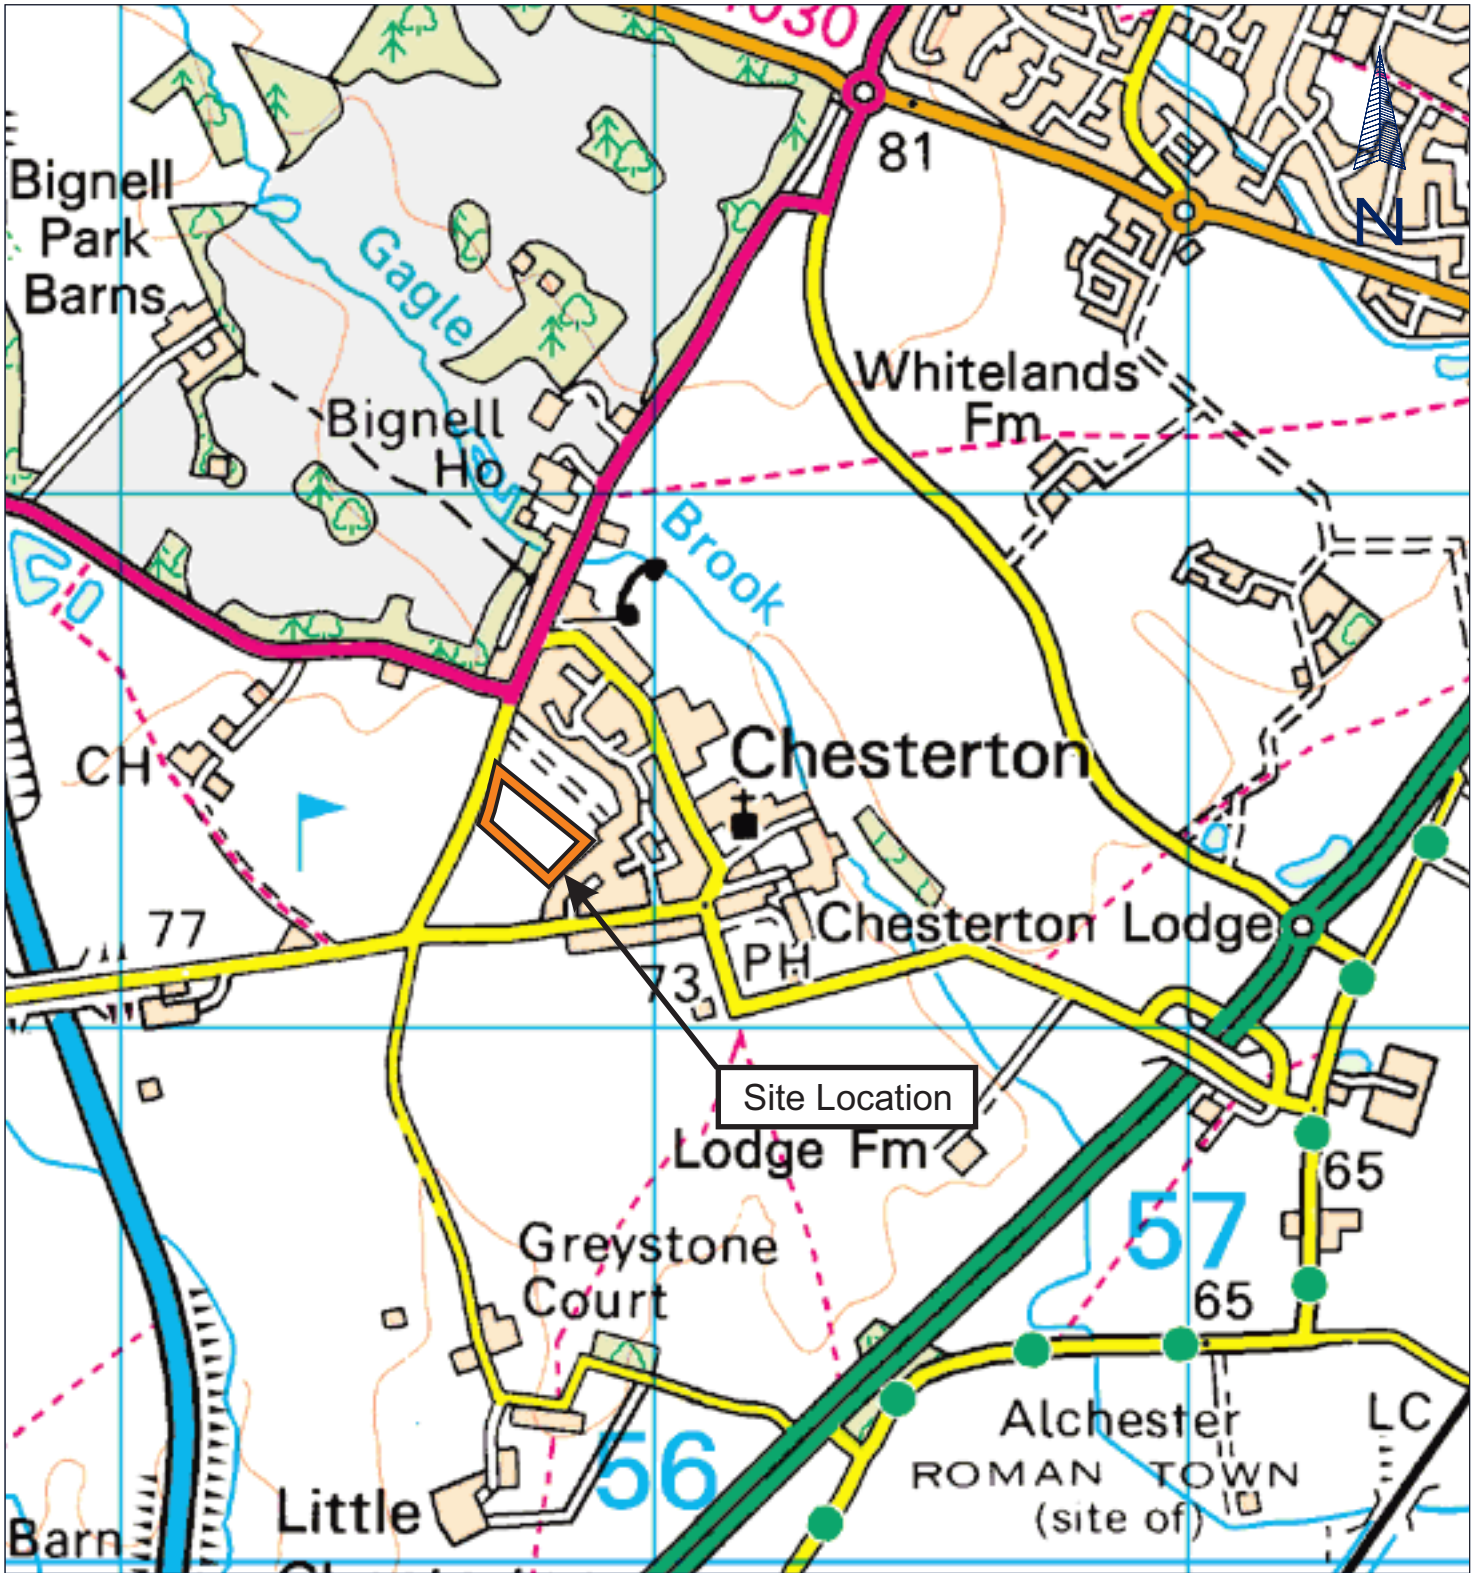 81
N
Bignell
Park
Barns
Gagle
Whitelands
Fm
Bignell
Ho
Brook
CH
Chesterton
77
Chesterton Lodge
PH
73
Site Location
Lodge Fm
65
57
Greystone
Court
65
Alchester
LC
56
ROMAN TOWN
(site of)
Little
Barn